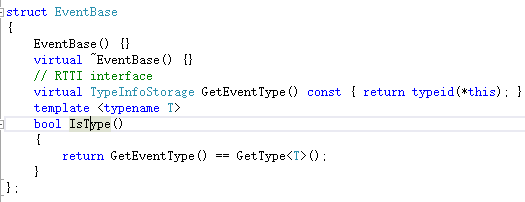 struct EventBase
{
EventBase() {}
virtual ~EventBase() {}
// RTTI interface
virtual TypeInfoStorage GetEventType() const { return typeid(*this); }
template <typename T>
bool IsType()
{
return GetEventType() == GetType<T>();
}
};